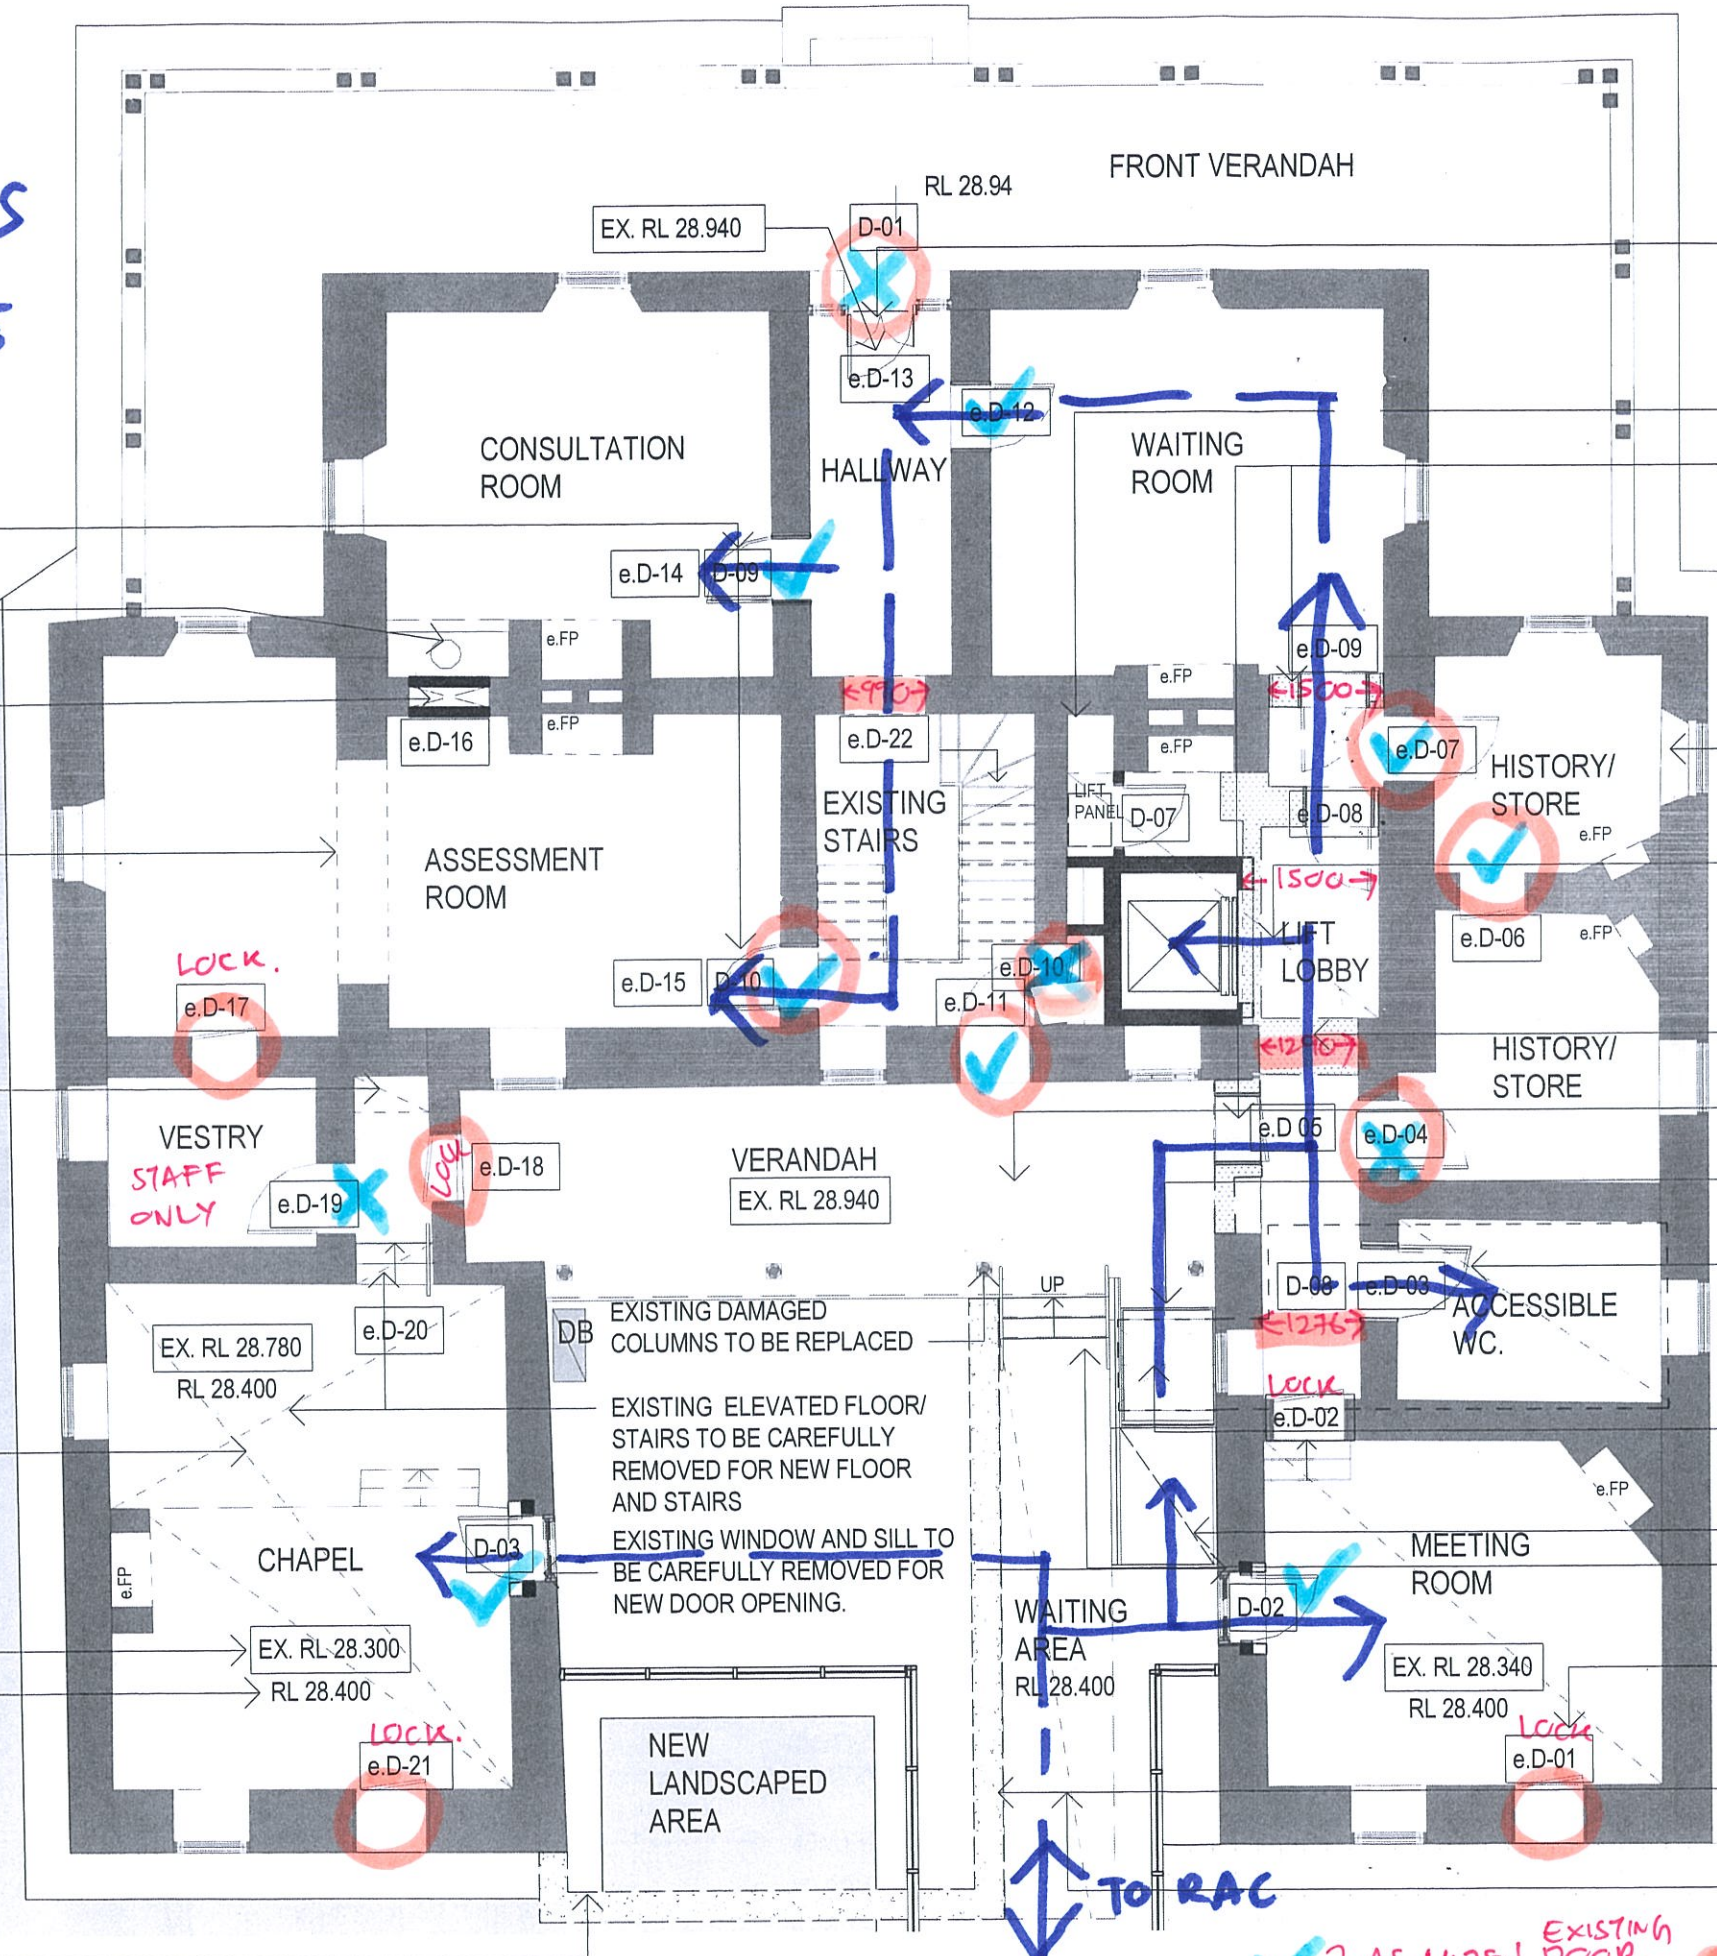 S
FRONT VERANDAH
RL 28.94
EX. RL 28.940
D-01
e.D-13
e.D-12
CONSULTATION
ROOM
HALLWAY
WAITING
ROOM
e.D-14
D-09
e.FP
e.D-09
e.FP
←990→
←1500→
e.FP
e.D-16
e.D-22
e.FP
e.D-07
HISTORY/
STORE
EXISTING
STAIRS
LIFT
PANEL
D-07
e.D-08
e.FP
ASSESSMENT
ROOM
←1500→
LOCK.
e.D-17
e.D-15
D-10
e.D-10
e.D-11
LIFT
LOBBY
e.D-06
e.FP
←1210→
HISTORY/
STORE
VESTRY
STAFF
ONLY
e.D-19
LOCK
e.D-18
VERANDAH
EX. RL 28.940
e.D 05
e.D-04
UP
D-08
e.D-03
ACCESSIBLE
WC.
←1276→
EX. RL 28.780
RL 28.400
e.D-20
DB
EXISTING DAMAGED
COLUMNS TO BE REPLACED
LOCK
e.D-02
EXISTING ELEVATED FLOOR/
STAIRS TO BE CAREFULLY
REMOVED FOR NEW FLOOR
AND STAIRS
e.FP
EXISTING WINDOW AND SILL TO
BE CAREFULLY REMOVED FOR
NEW DOOR OPENING.
CHAPEL
D-03
e.FP
MEETING
ROOM
WAITING
AREA
RL 28.400
D-02
EX. RL 28.300
RL 28.400
EX. RL 28.340
RL 28.400
LOCK.
e.D-21
LOCK
e.D-01
NEW
LANDSCAPED
AREA
TO RAC
EXISTING